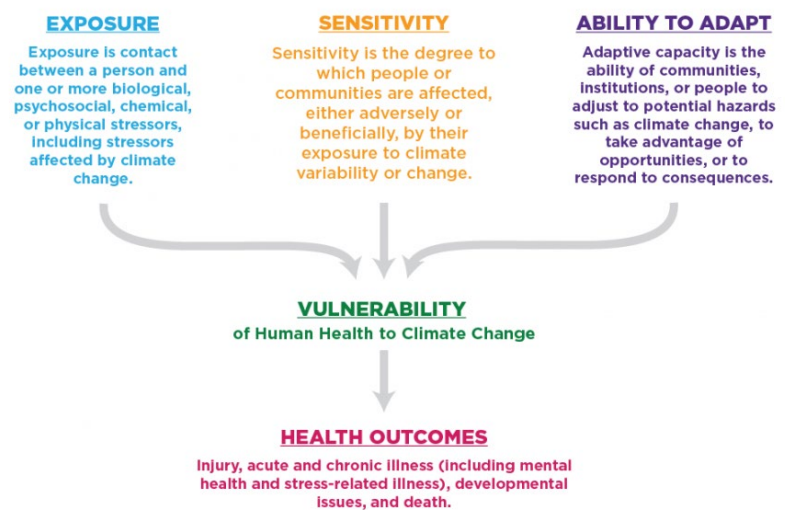 EXPOSURE
Exposure is contact
between a person and
one or more biological,
psychosocial, chemical,
or physical stressors,
including stressors
affected by climate
change.
SENSITIVITY
Sensitivity is the degree to
which people or
communities are affected,
either adversely or
beneficially, by their
exposure to climate
variability or change.
ABILITY TO ADAPT
Adaptive capacity is the
ability of communities,
institutions, or people to
adjust to potential hazards
such as climate change, to
take advantage of
opportunities, or to
respond to consequences.
VULNERABILITY
of Human Health to Climate Change
HEALTH OUTCOMES
Injury, acute and chronic illness (including mental
health and stress-related illness), developmental
issues, and death.